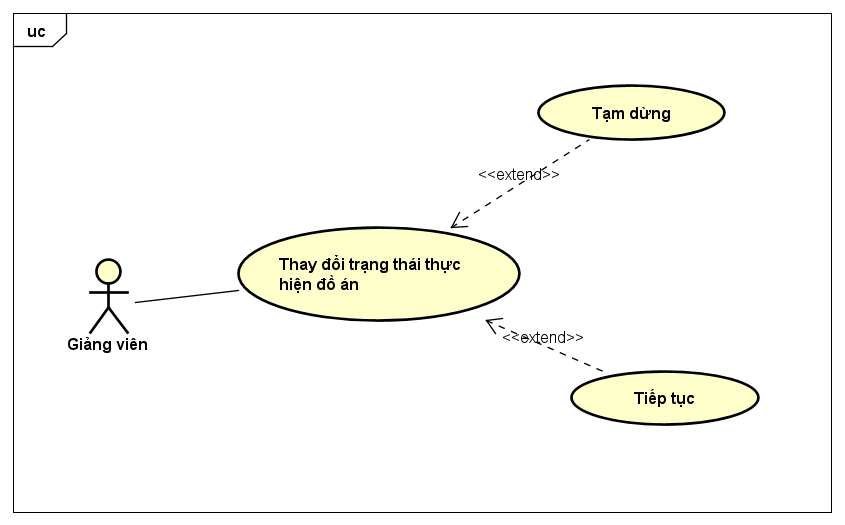 uc
Tạm dừng
<<extend>>
Thay đổi trạng thái thực
hiện đồ án
Giảng viên
<<extend>>
Tiếp tục